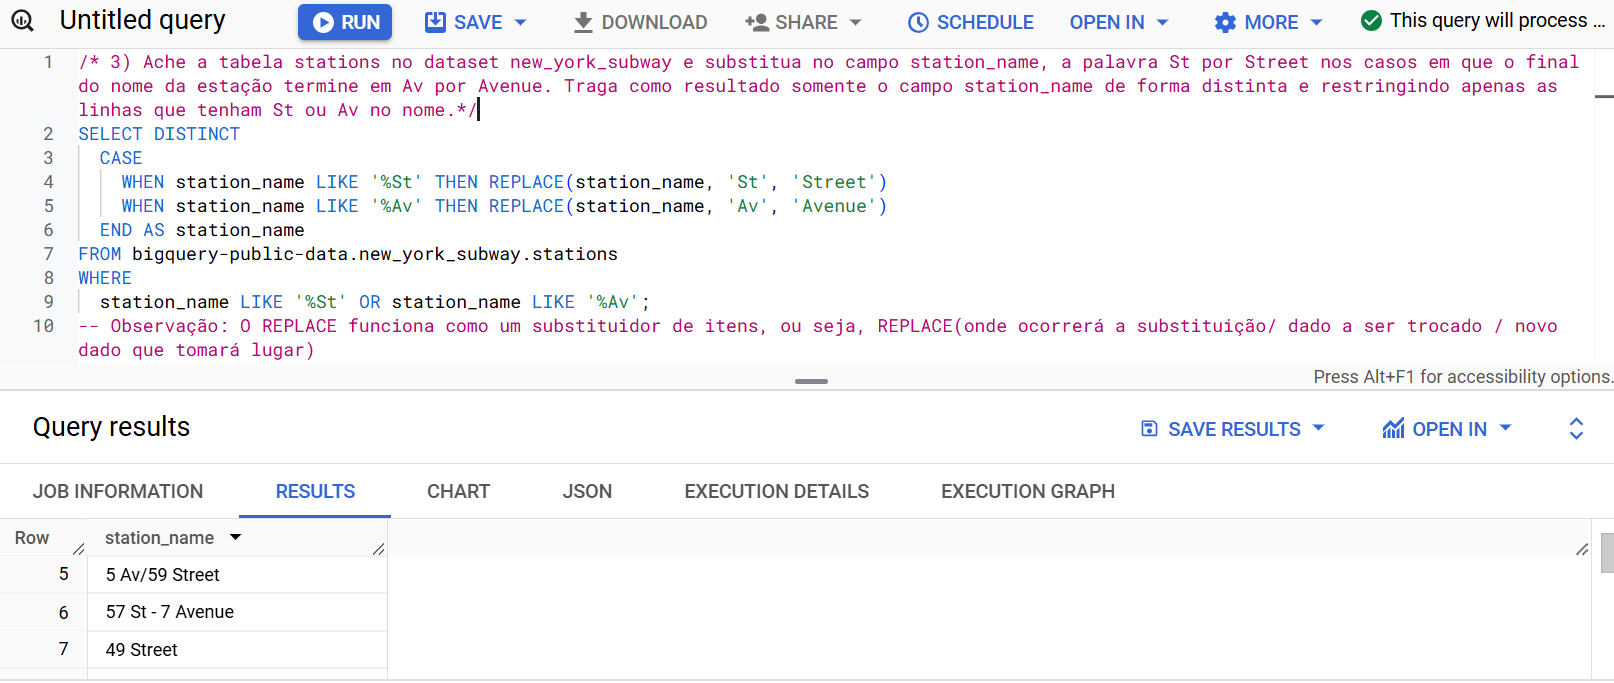 Untitled query
RUN
SAVE
DOWNLOAD
SHARE
SCHEDULE
OPEN IN
MORE
This query will process ...
1 /* 3) Ache a tabela stations no dataset new_york_subway e substitua no campo station_name, a palavra St por Street nos casos em que o final
do nome da estação termine em Av por Avenue. Traga como resultado somente o campo station_name de forma distinta e restringindo apenas as
linhas que tenham St ou Av no nome.*/
2 SELECT DISTINCT
3 CASE
4 WHEN station_name LIKE '%St' THEN REPLACE(station_name, 'St', 'Street')
5 WHEN station_name LIKE '%Av' THEN REPLACE(station_name, 'Av', 'Avenue')
6 END AS station_name
7 FROM bigquery-public-data.new_york_subway.stations
8 WHERE
9 station_name LIKE '%St' OR station_name LIKE '%Av';
10 -- Observação: O REPLACE funciona como um substituidor de itens, ou seja, REPLACE(onde ocorrerá a substituição/ dado a ser trocado / novo
dado que tomará lugar)
Press Alt+F1 for accessibility options.
Query results
SAVE RESULTS
OPEN IN
JOB INFORMATION
RESULTS
CHART
JSON
EXECUTION DETAILS
EXECUTION GRAPH
Row station_name
5 5 Av/59 Street
6 57 St - 7 Avenue
7 49 Street